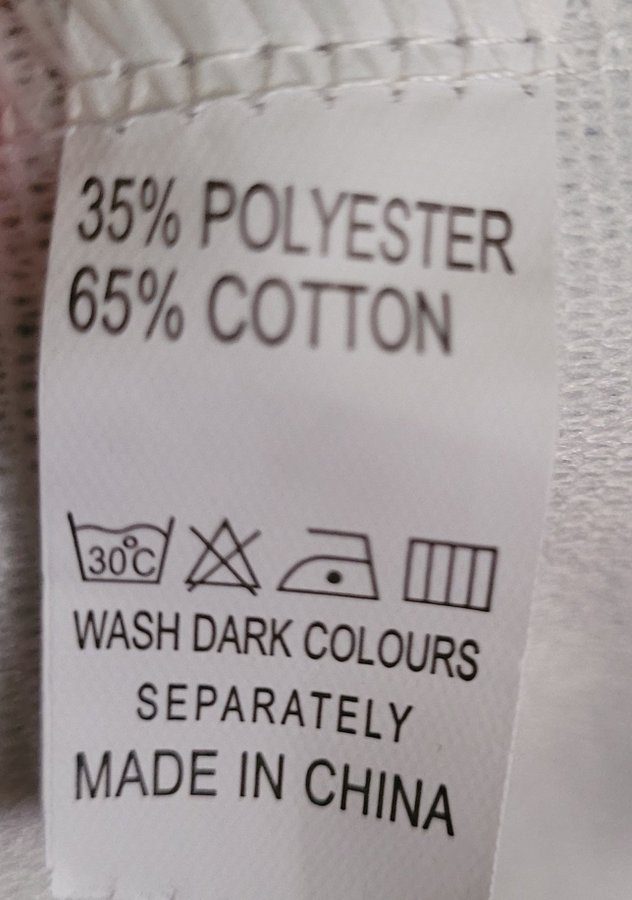 35% POLYESTER
65% COTTON
30°C
WASH DARK COLOURS
SEPARATELY
MADE IN CHINA